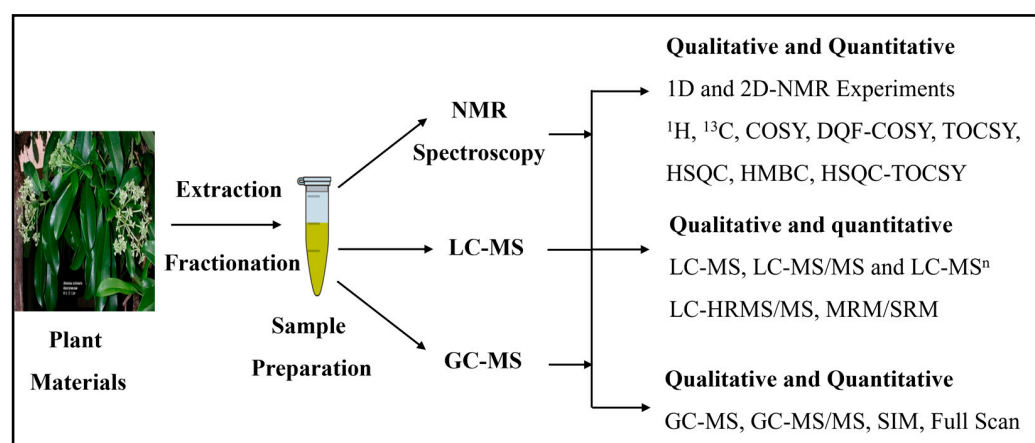 Plant
Materials
Extraction
Fractionation
Sample
Preparation
NMR
Spectroscopy
LC-MS
GC-MS
Qualitative and Quantitative
1D and 2D-NMR Experiments
¹H, ¹³C, COSY, DQF-COSY, TOCSY,
HSQC, HMBC, HSQC-TOCSY
Qualitative and quantitative
LC-MS, LC-MS/MS and LC-MSⁿ
LC-HRMS/MS, MRM/SRM
Qualitative and Quantitative
GC-MS, GC-MS/MS, SIM, Full Scan